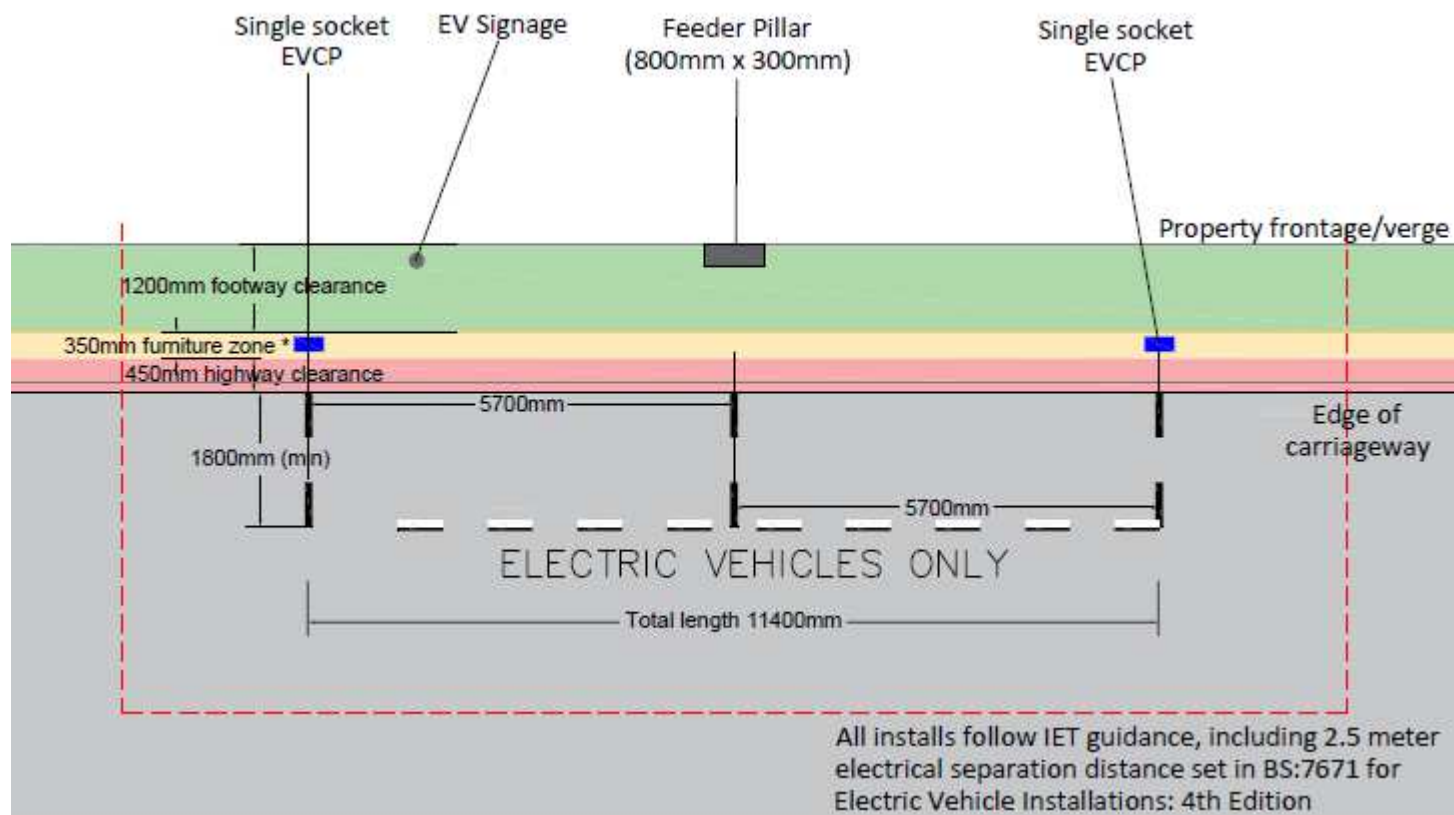 Single socket
EVCP
EV Signage
Feeder Pillar
(800mm x 300mm)
Single socket
EVCP
Property frontage/verge
1200mm footway clearance
350mm furniture zone *
450mm highway clearance
5700mm
Edge of
carriageway
1800mm (min)
5700mm
ELECTRIC VEHICLES ONLY
Total length 11400mm
All installs follow IET guidance, including 2.5 meter
electrical separation distance set in BS:7671 for
Electric Vehicle Installations: 4th Edition